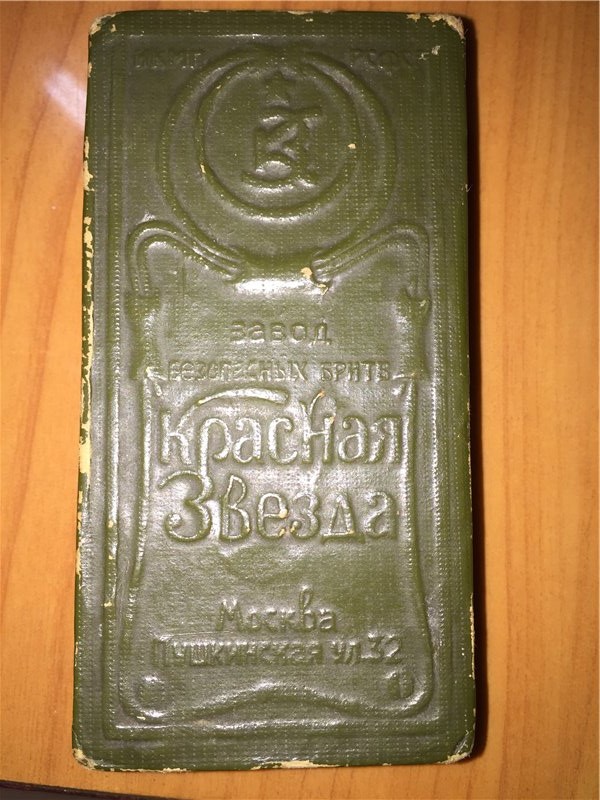 завод
безопасных бритв
Красная
Звезда
Москва
Пушкинская ул.32